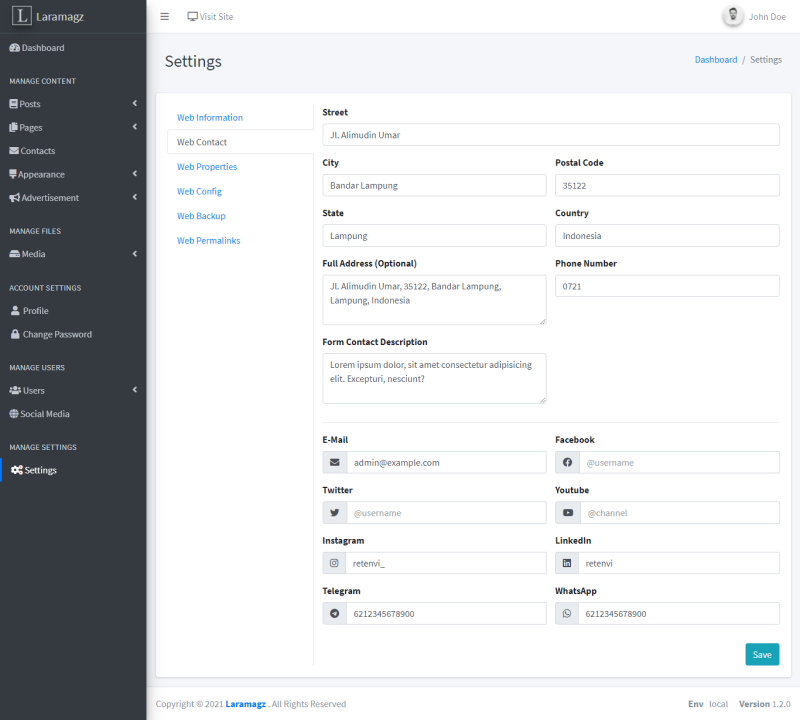 L Laramagz
Visit Site
John Doe
Dashboard
MANAGE CONTENT
Posts
Pages
Contacts
Appearance
Advertisement
MANAGE FILES
Media
ACCOUNT SETTINGS
Profile
Change Password
MANAGE USERS
Users
Social Media
MANAGE SETTINGS
Settings
Settings
Dashboard / Settings
Web Information
Web Contact
Web Properties
Web Config
Web Backup
Web Permalinks
Street
Jl. Alimudin Umar
City
Bandar Lampung
Postal Code
35122
State
Lampung
Country
Indonesia
Full Address (Optional)
Jl. Alimudin Umar, 35122, Bandar Lampung,
Lampung, Indonesia
Phone Number
0721
Form Contact Description
Lorem ipsum dolor, sit amet consectetur adipisicing
elit. Excepturi, nesciunt?
E-Mail
admin@example.com
Facebook
@username
Twitter
@username
Youtube
@channel
Instagram
retenvi_
LinkedIn
retenvi
Telegram
6212345678900
WhatsApp
6212345678900
Save
Copyright © 2021 Laramagz . All Rights Reserved
Env local Version 1.2.0